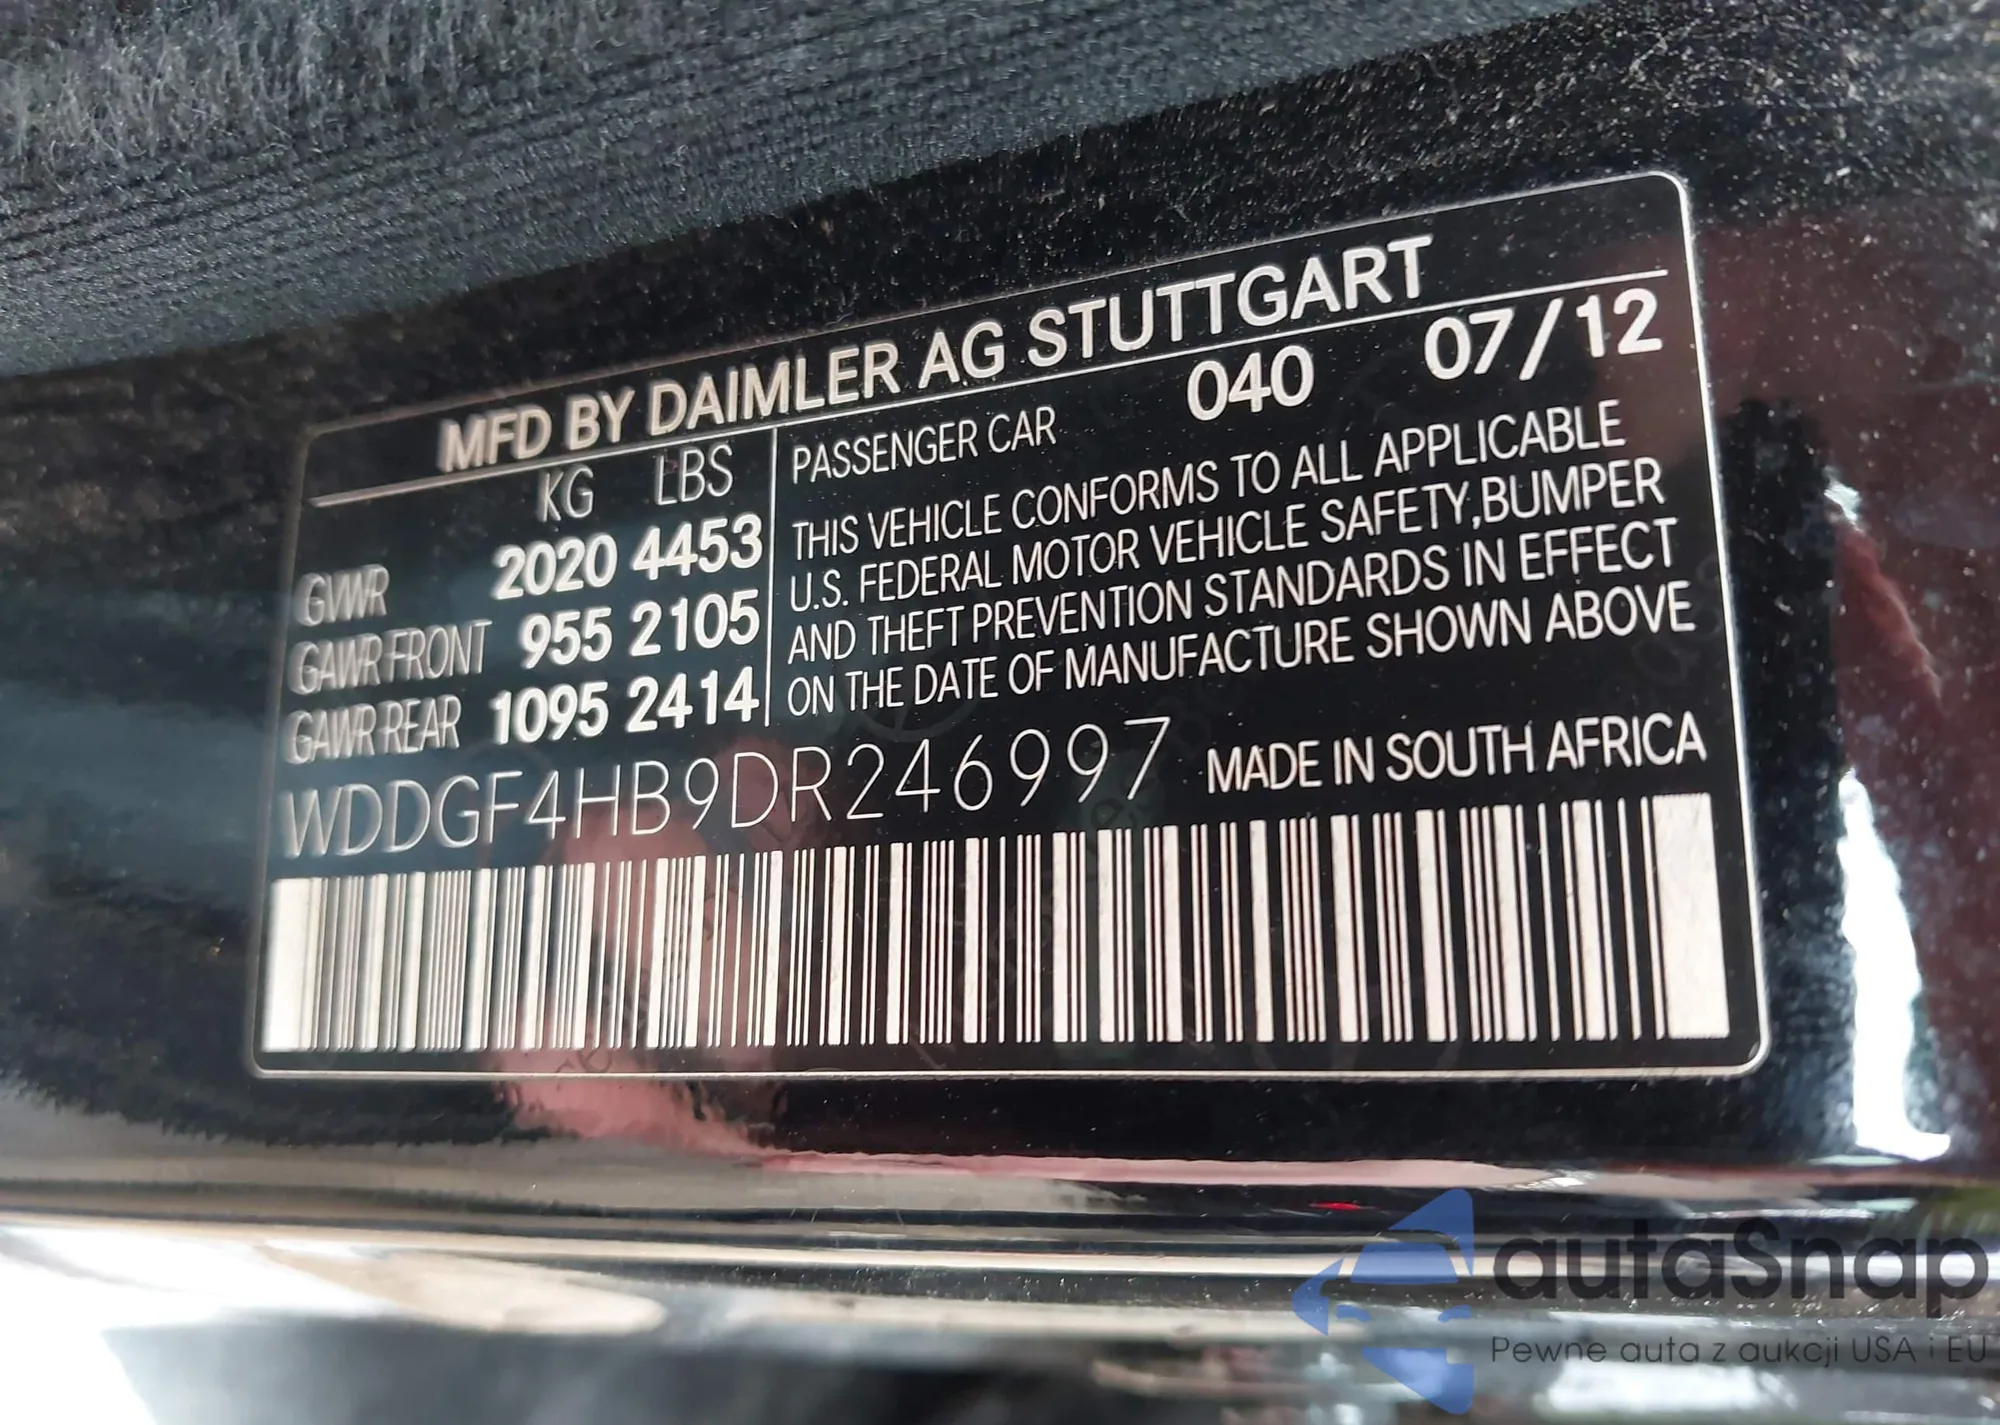 MFD BY DAIMLER AG STUTTGART
KG LBS
GVWR 2020 4453
GAWR FRONT 955 2105
GAWR REAR 1095 2414
PASSENGER CAR 040 07/12
THIS VEHICLE CONFORMS TO ALL APPLICABLE
U.S. FEDERAL MOTOR VEHICLE SAFETY,BUMPER
AND THEFT PREVENTION STANDARDS IN EFFECT
ON THE DATE OF MANUFACTURE SHOWN ABOVE
WDDGF4HB9DR246997 MADE IN SOUTH AFRICA
autaSnap
Pewne auta z aukcji USA i EU